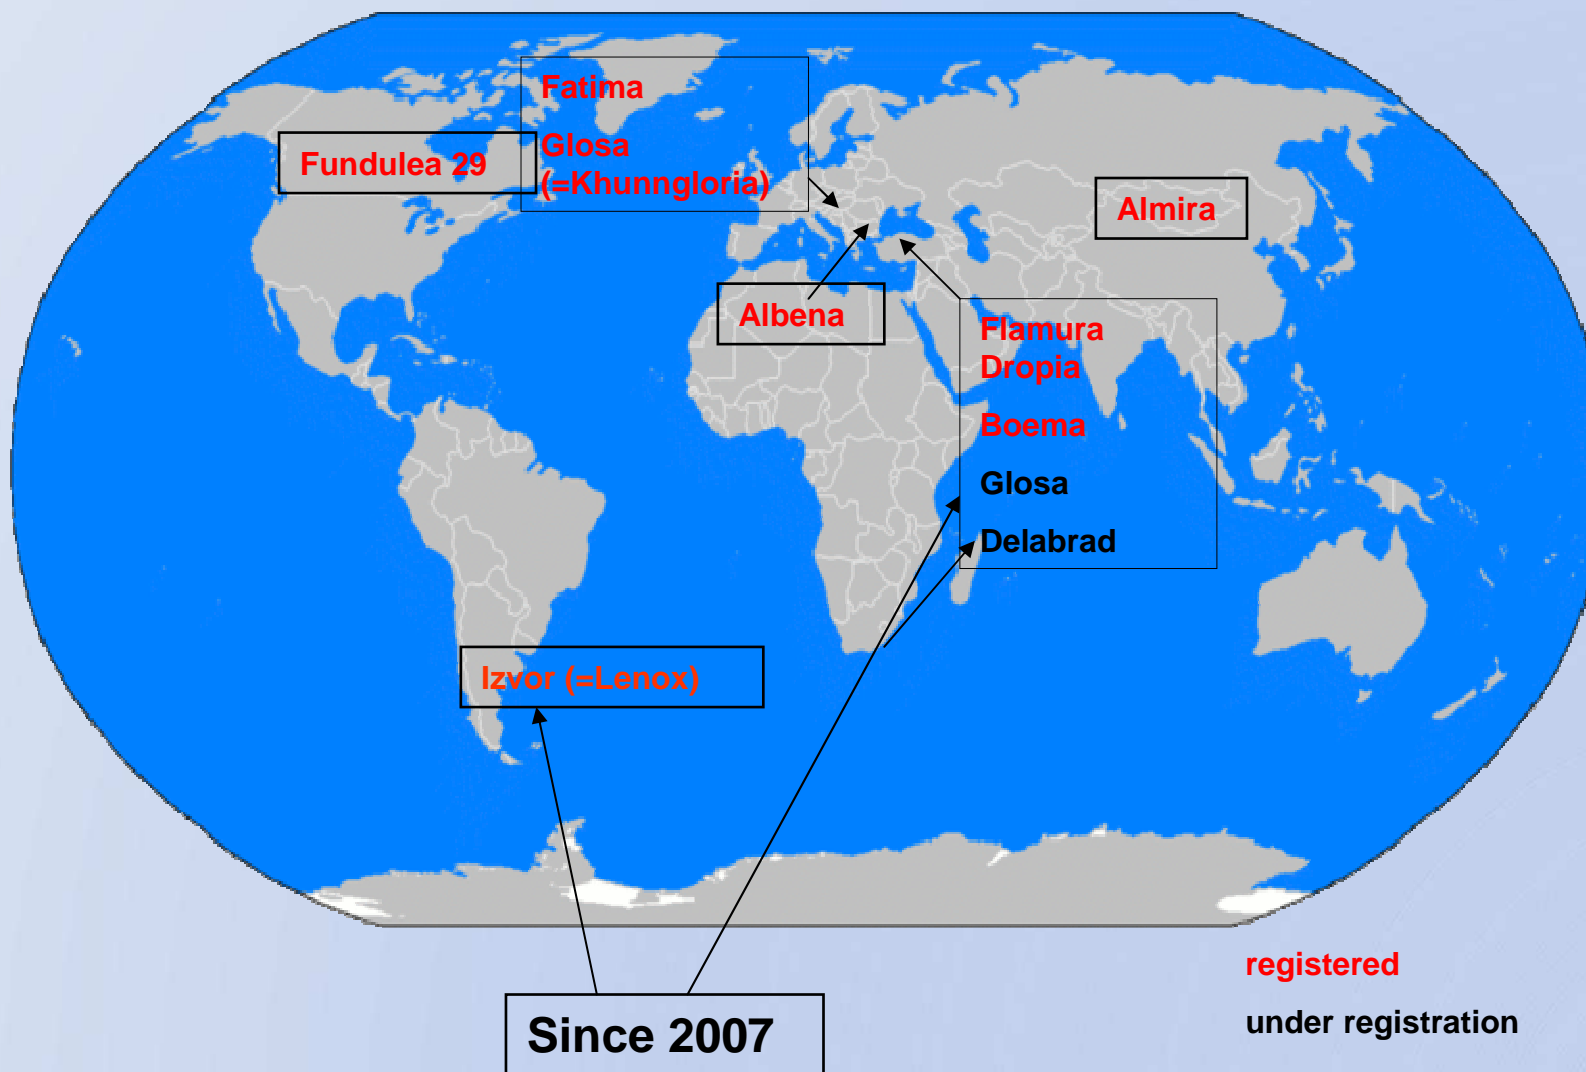 Fatima
Glosa
(=Khunngloria)
Fundulea 29
Almira
Albena
Flamura
Dropia
Boema
Glosa
Delabrad
Izvor (=Lenox)
registered
under registration
Since 2007